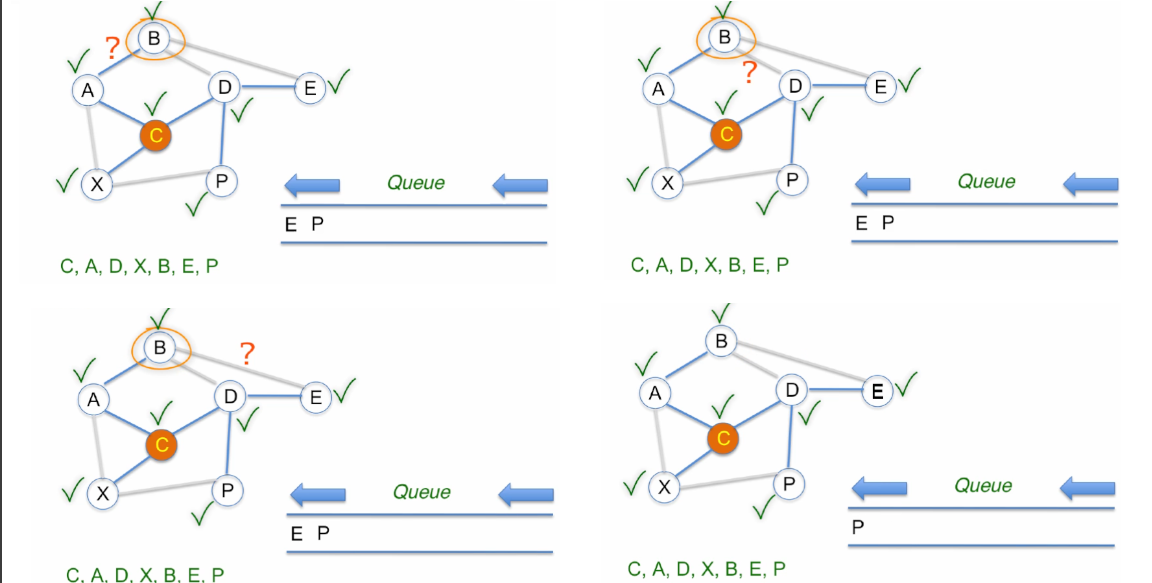 B
?
A
D
E
C
X
P
Queue
E P
C, A, D, X, B, E, P
B
?
A
D
E
C
X
P
Queue
E P
C, A, D, X, B, E, P
B
?
A
D
E
C
X
P
Queue
E P
C, A, D, X, B, E, P
B
A
D
E
C
X
P
Queue
P
C, A, D, X, B, E, P